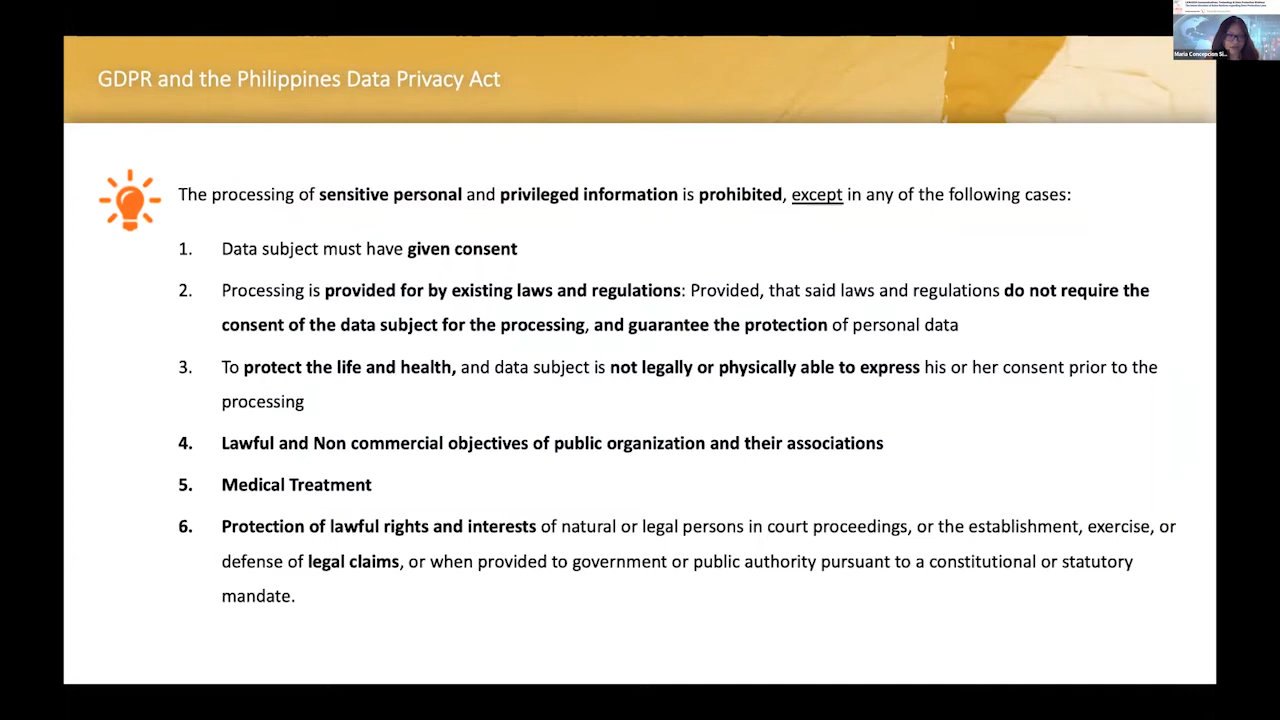 GDPR and the Philippines Data Privacy Act
The processing of sensitive personal and privileged information is prohibited, except in any of the following cases:
1. Data subject must have given consent
2. Processing is provided for by existing laws and regulations: Provided, that said laws and regulations do not require the
consent of the data subject for the processing, and guarantee the protection of personal data
3. To protect the life and health, and data subject is not legally or physically able to express his or her consent prior to the
processing
4. Lawful and Non commercial objectives of public organization and their associations
5. Medical Treatment
6. Protection of lawful rights and interests of natural or legal persons in court proceedings, or the establishment, exercise, or
defense of legal claims, or when provided to government or public authority pursuant to a constitutional or statutory
mandate.
Maria Concepcion Si...